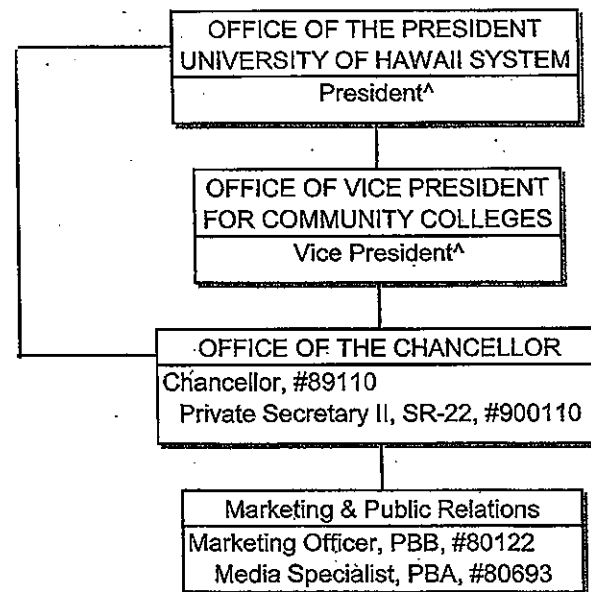 OFFICE OF THE PRESIDENT
UNIVERSITY OF HAWAII SYSTEM
President^
OFFICE OF VICE PRESIDENT
FOR COMMUNITY COLLEGES
Vice President^
OFFICE OF THE CHANCELLOR
Chancellor, #89110
Private Secretary II, SR-22, #900110
Marketing & Public Relations
Marketing Officer, PBB, #80122
Media Specialist, PBA, #80693